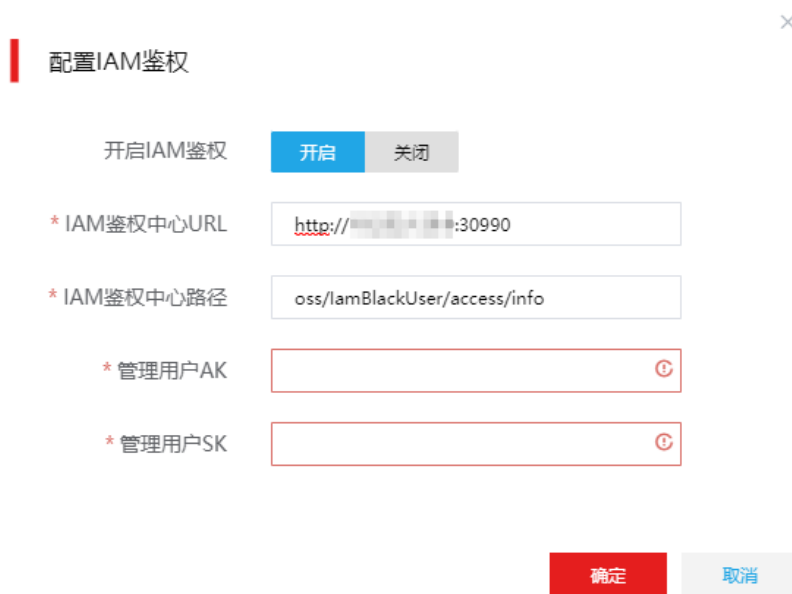 配置IAM鉴权
开启IAM鉴权 开启 关闭
* IAM鉴权中心URL http:// :30990
* IAM鉴权中心路径 oss/IamBlackUser/access/info
* 管理用户AK
* 管理用户SK
确定 取消